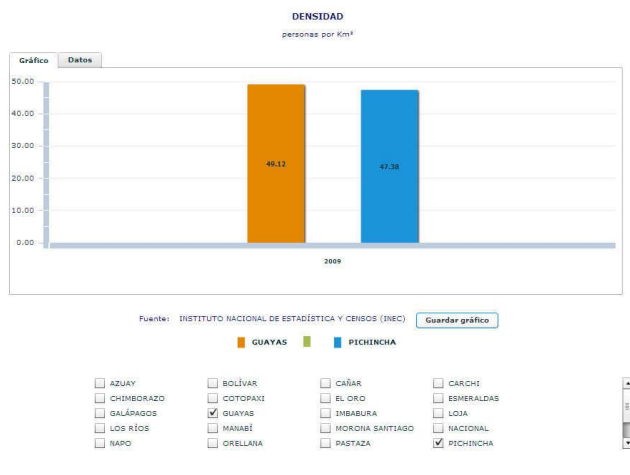 DENSIDAD
personas por Km²
Gráfico Datos
50.00
40.00
30.00
20.00
10.00
0.00
49.12
47.38
2009
Fuente: INSTITUTO NACIONAL DE ESTADÍSTICA Y CENSOS (INEC) Guardar gráfico
GUAYAS PICHINCHA
AZUAY BOLÍVAR CAÑAR CARCHI
CHIMBORAZO COTOPAXI EL ORO ESMERALDAS
GALÁPAGOS GUAYAS IMBABURA LOJA
LOS RÍOS MANABÍ MORONA SANTIAGO NACIONAL
NAPO ORELLANA PASTAZA PICHINCHA